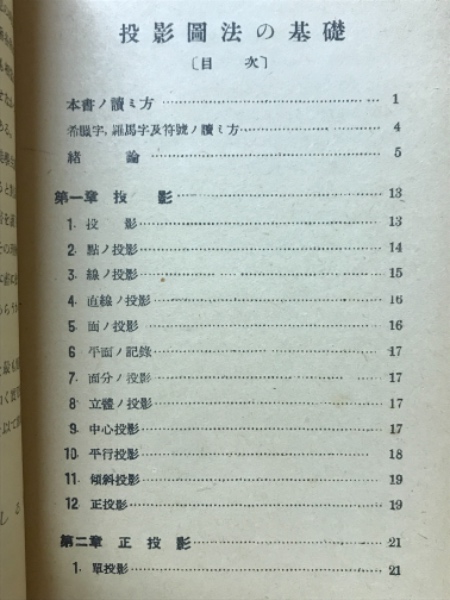 投影圖法の基礎
〔目 次〕
本書ノ讀ミ方 1
希臘字,羅馬字及符號ノ讀ミ方 4
緒 論 5
第一章 投 影 13
1. 投 影 13
2. 點ノ投影 14
3. 線ノ投影 15
4. 直線ノ投影 16
5. 面ノ投影 16
6. 平面ノ記錄 17
7. 面分ノ投影 17
8. 立體ノ投影 17
9. 中心投影 17
10. 平行投影 18
11. 傾斜投影 19
12. 正投影 19
第二章 正 投 影 21
1. 單投影 21